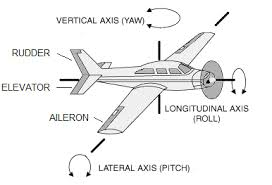 VERTICAL AXIS (YAW)
RUDDER
ELEVATOR
AILERON
LONGITUDINAL AXIS
(ROLL)
LATERAL AXIS (PITCH)